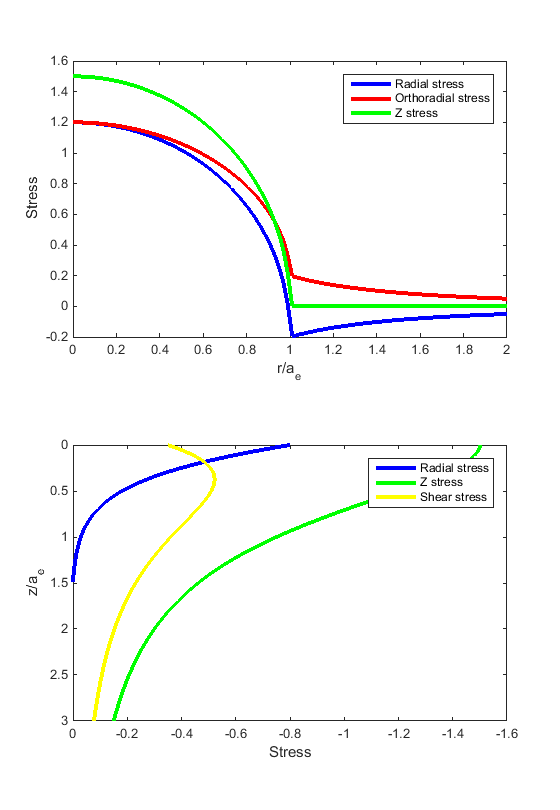 1.6
1.4
1.2
1
0.8
0.6
0.4
0.2
0
-0.2
Stress
Radial stress
Orthoradial stress
Z stress
0 0.2 0.4 0.6 0.8 1 1.2 1.4 1.6 1.8 2
r/a_e
0
0.5
1
1.5
2
2.5
3
z/a_e
Radial stress
Z stress
Shear stress
0 -0.2 -0.4 -0.6 -0.8 -1 -1.2 -1.4 -1.6
Stress